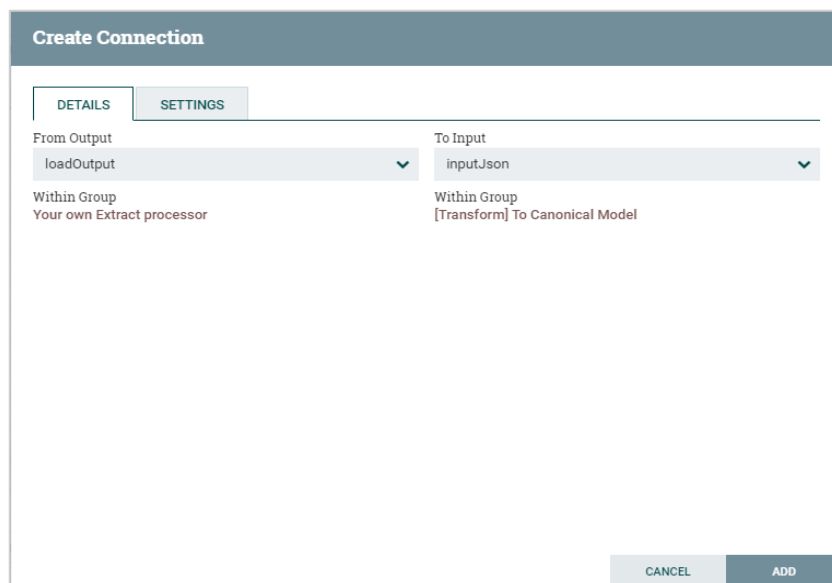 Create Connection
DETAILS SETTINGS
From Output To Input
loadOutput inputJson
Within Group Within Group
Your own Extract processor [Transform] To Canonical Model
CANCEL ADD